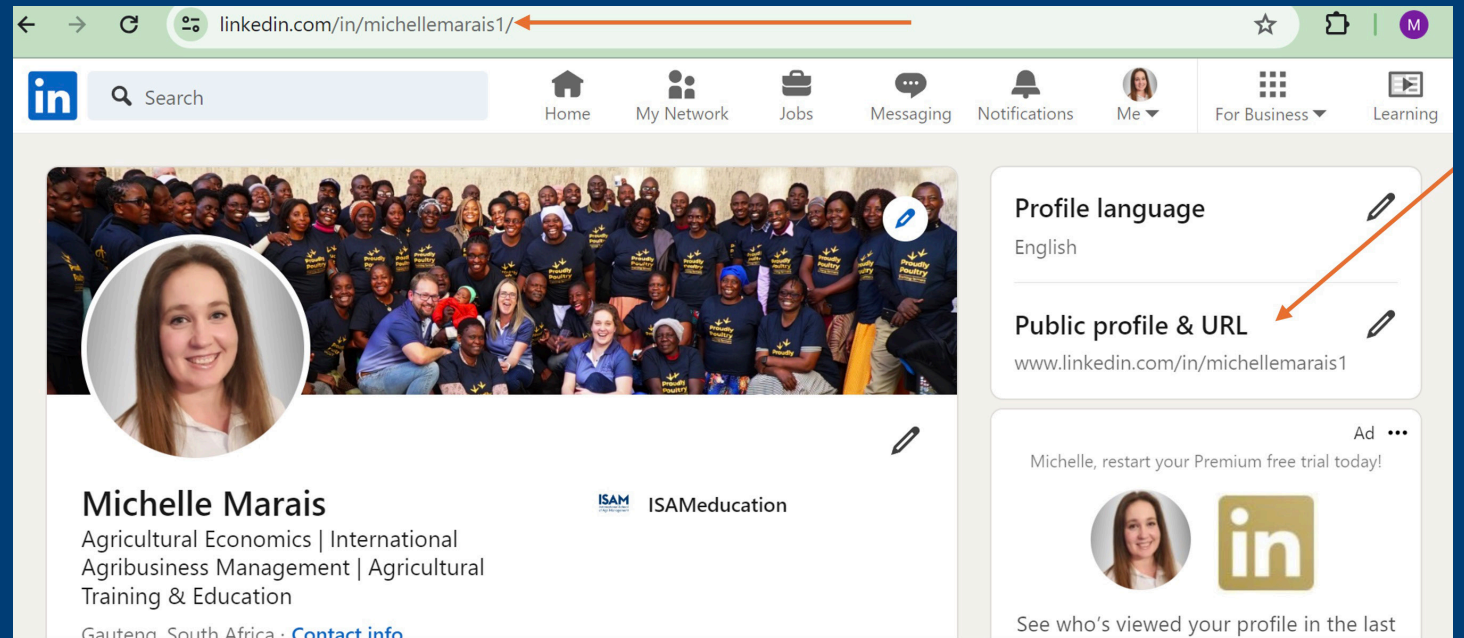 linkedin.com/in/michellemarais1/
M
in
Search
Home
My Network
Jobs
Messaging
Notifications
Me
For Business
Learning
Proudly
Poultry
Profile language
English
Public profile & URL
www.linkedin.com/in/michellemarais1
Ad
Michelle, restart your Premium free trial today!
in
See who's viewed your profile in the last
Michelle Marais
Agricultural Economics | International
Agribusiness Management | Agricultural
Training & Education
Gauteng, South Africa · Contact info
ISAM
ISAMeducation